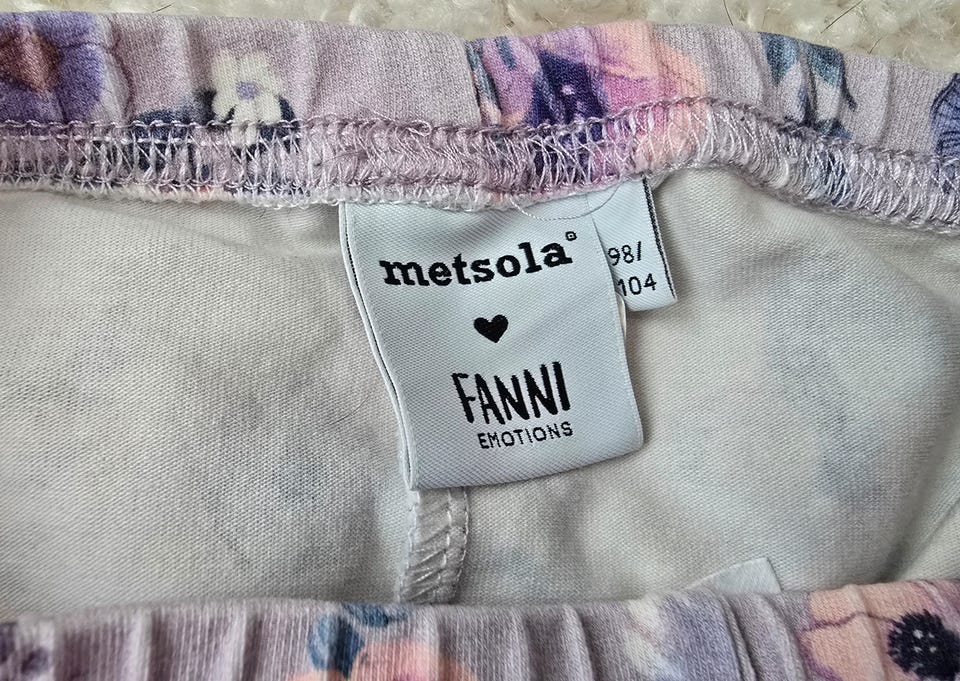 metsola
98/
104
FANNI
EMOTIONS